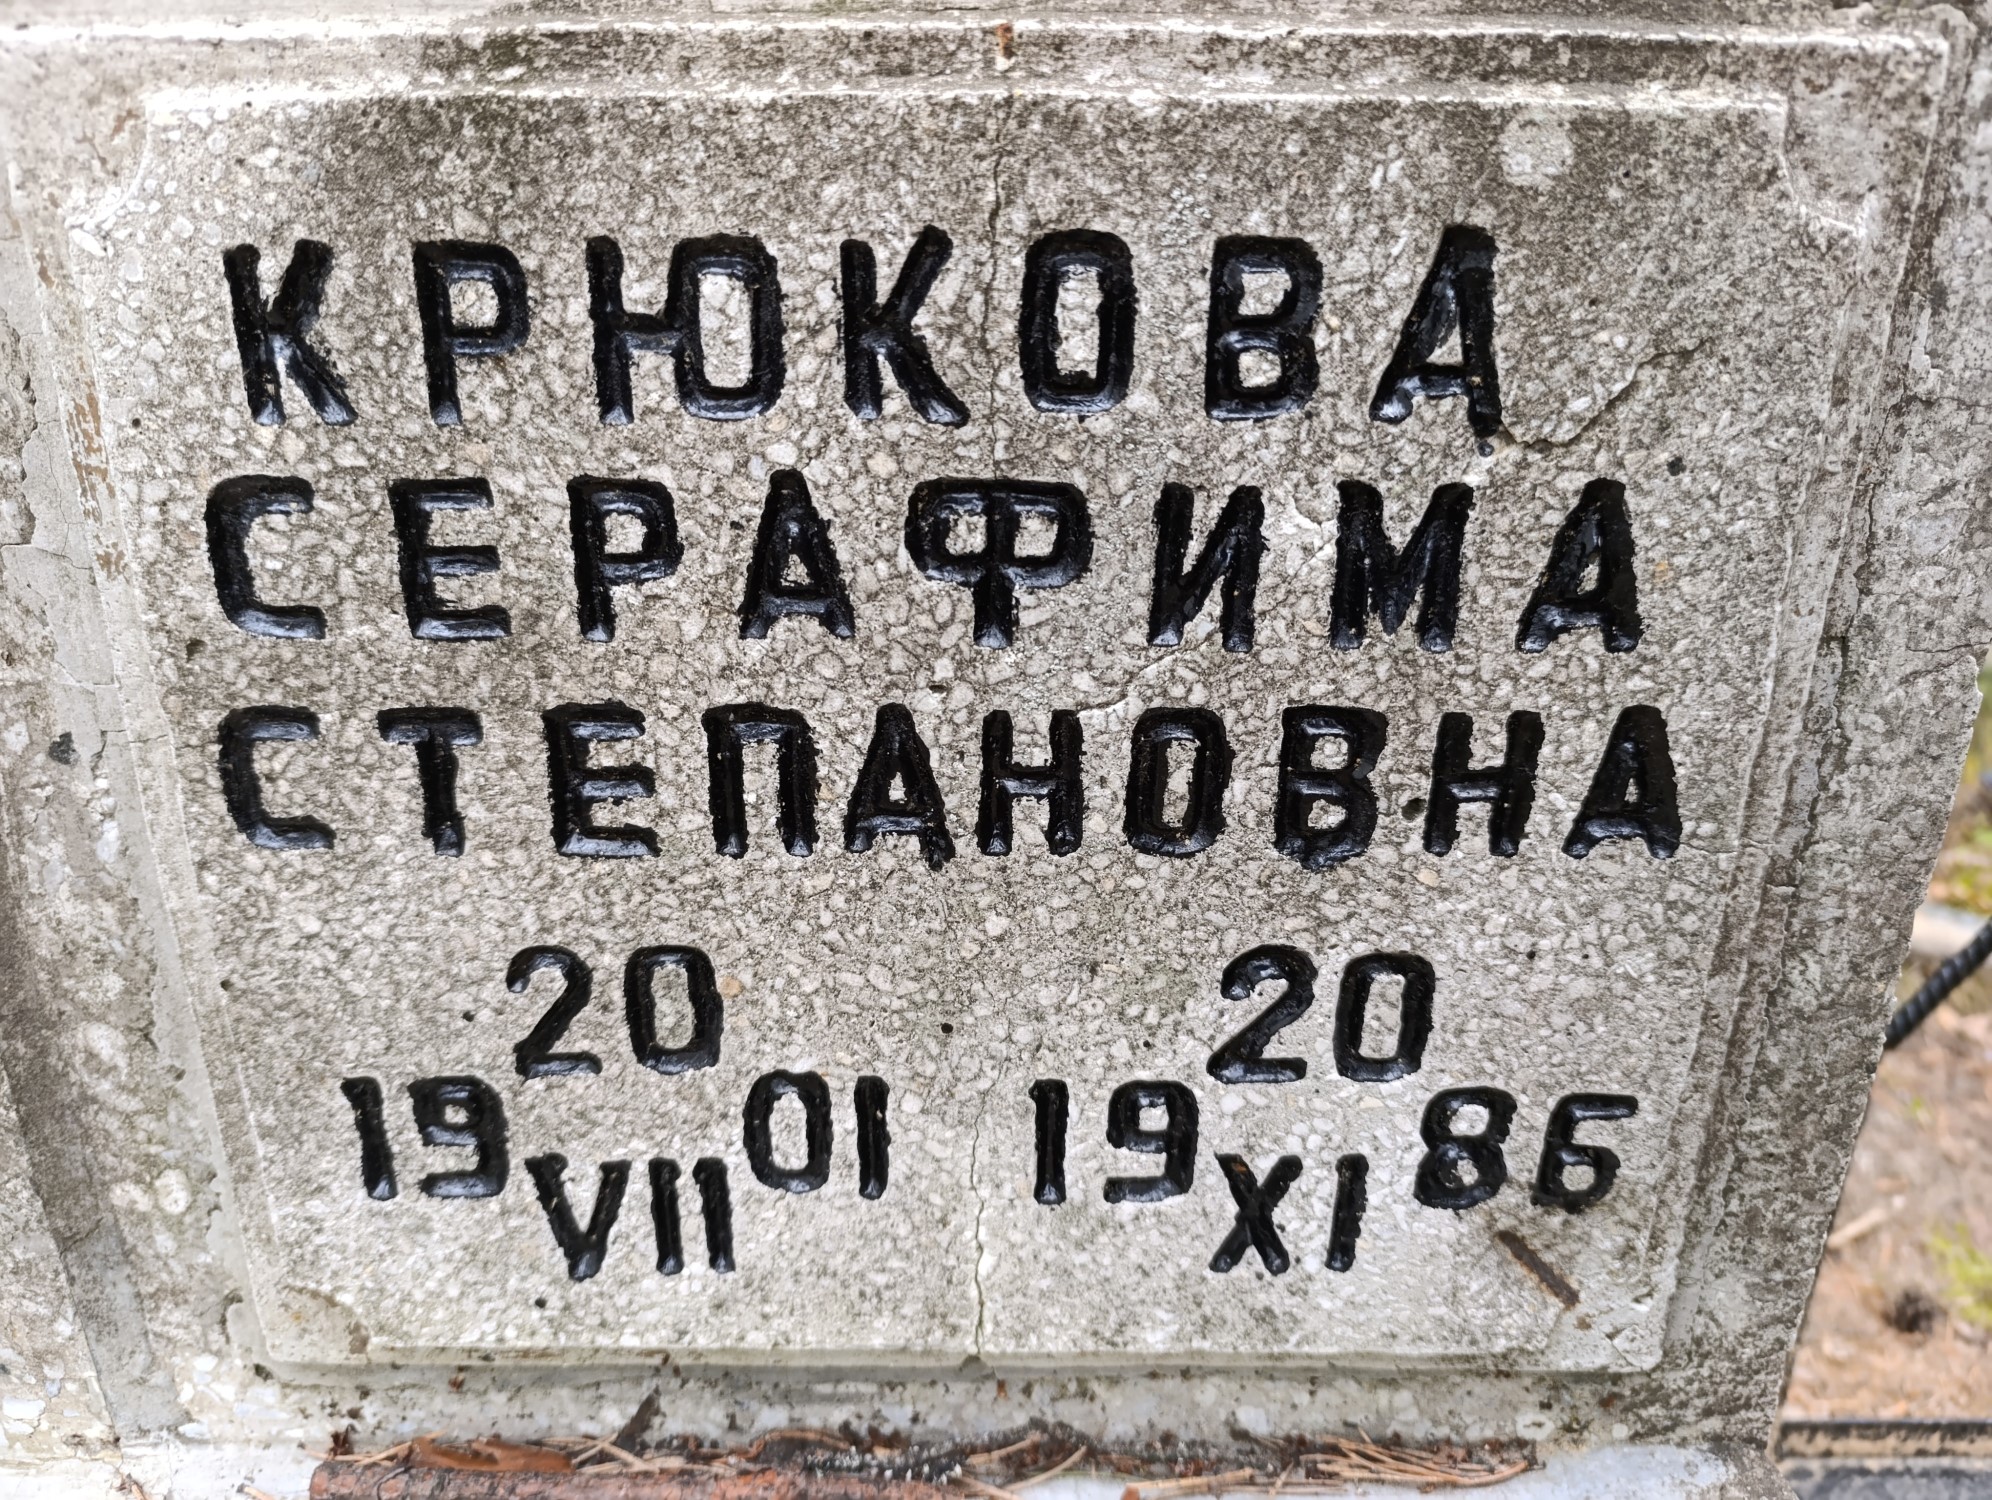 КРЮКОВА
СЕРАФИМА
СТЕПАНОВНА
20 20
19 01 19 86
VII XI